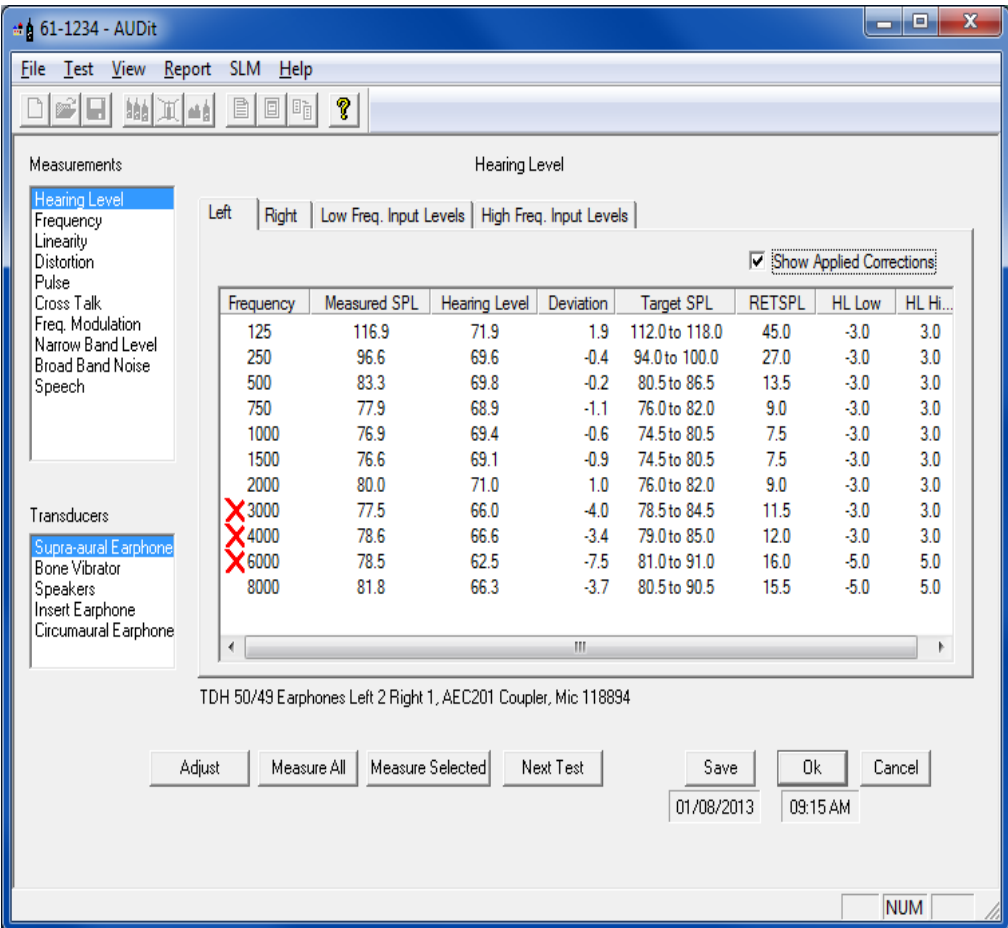 61-1234 - AUDit
File Test View Report SLM Help
Measurements
Hearing Level
Frequency
Linearity
Distortion
Pulse
Cross Talk
Freq. Modulation
Narrow Band Level
Broad Band Noise
Speech
Transducers
Supra-aural Earphone
Bone Vibrator
Speakers
Insert Earphone
Circumaural Earphone
Hearing Level
Left Right Low Freq. Input Levels High Freq. Input Levels
Show Applied Corrections
Frequency Measured SPL Hearing Level Deviation Target SPL RETSPL HL Low HL Hi...
125 116.9 71.9 1.9 112.0 to 118.0 45.0 -3.0 3.0
250 96.6 69.6 -0.4 94.0 to 100.0 27.0 -3.0 3.0
500 83.3 69.8 -0.2 80.5 to 86.5 13.5 -3.0 3.0
750 77.9 68.9 -1.1 76.0 to 82.0 9.0 -3.0 3.0
1000 76.9 69.4 -0.6 74.5 to 80.5 7.5 -3.0 3.0
1500 76.6 69.1 -0.9 74.5 to 80.5 7.5 -3.0 3.0
2000 80.0 71.0 1.0 76.0 to 82.0 9.0 -3.0 3.0
3000 77.5 66.0 -4.0 78.5 to 84.5 11.5 -3.0 3.0
4000 78.6 66.6 -3.4 79.0 to 85.0 12.0 -3.0 3.0
6000 78.5 62.5 -7.5 81.0 to 91.0 16.0 -5.0 5.0
8000 81.8 66.3 -3.7 80.5 to 90.5 15.5 -5.0 5.0
TDH 50/49 Earphones Left 2 Right 1, AEC201 Coupler, Mic 118894
Adjust Measure All Measure Selected Next Test Save Ok Cancel
01/08/2013 09:15 AM
NUM